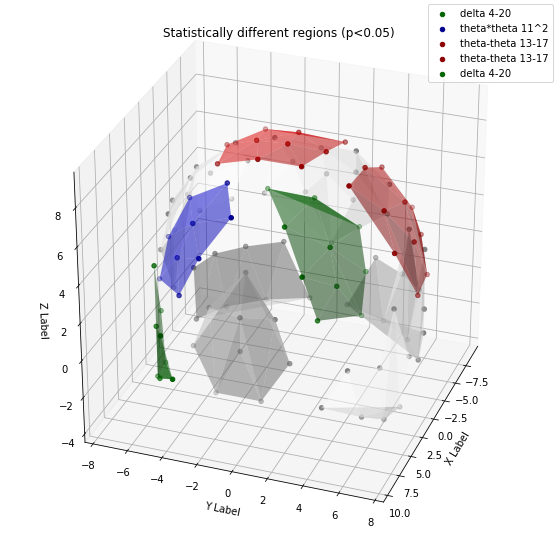 Statistically different regions (p<0.05)
delta 4-20
theta*theta 11^2
theta-theta 13-17
theta-theta 13-17
delta 4-20
Z Label
8
6
4
2
0
−2
−4
−8
−6
−4
−2
0
2
4
6
8
Y Label
−7.5
−5.0
−2.5
0.0
2.5
5.0
7.5
10.0
X Label